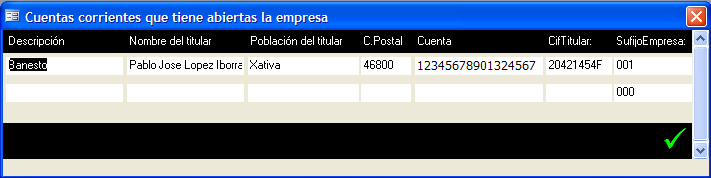 Cuentas corrientes que tiene abiertas la empresa
Descripción Nombre del titular Población del titular C.Postal Cuenta CifTitular: SufijoEmpresa:
Banesto Pablo Jose Lopez Iborra Xativa 46800 12345678901324567 20421454F 001
000